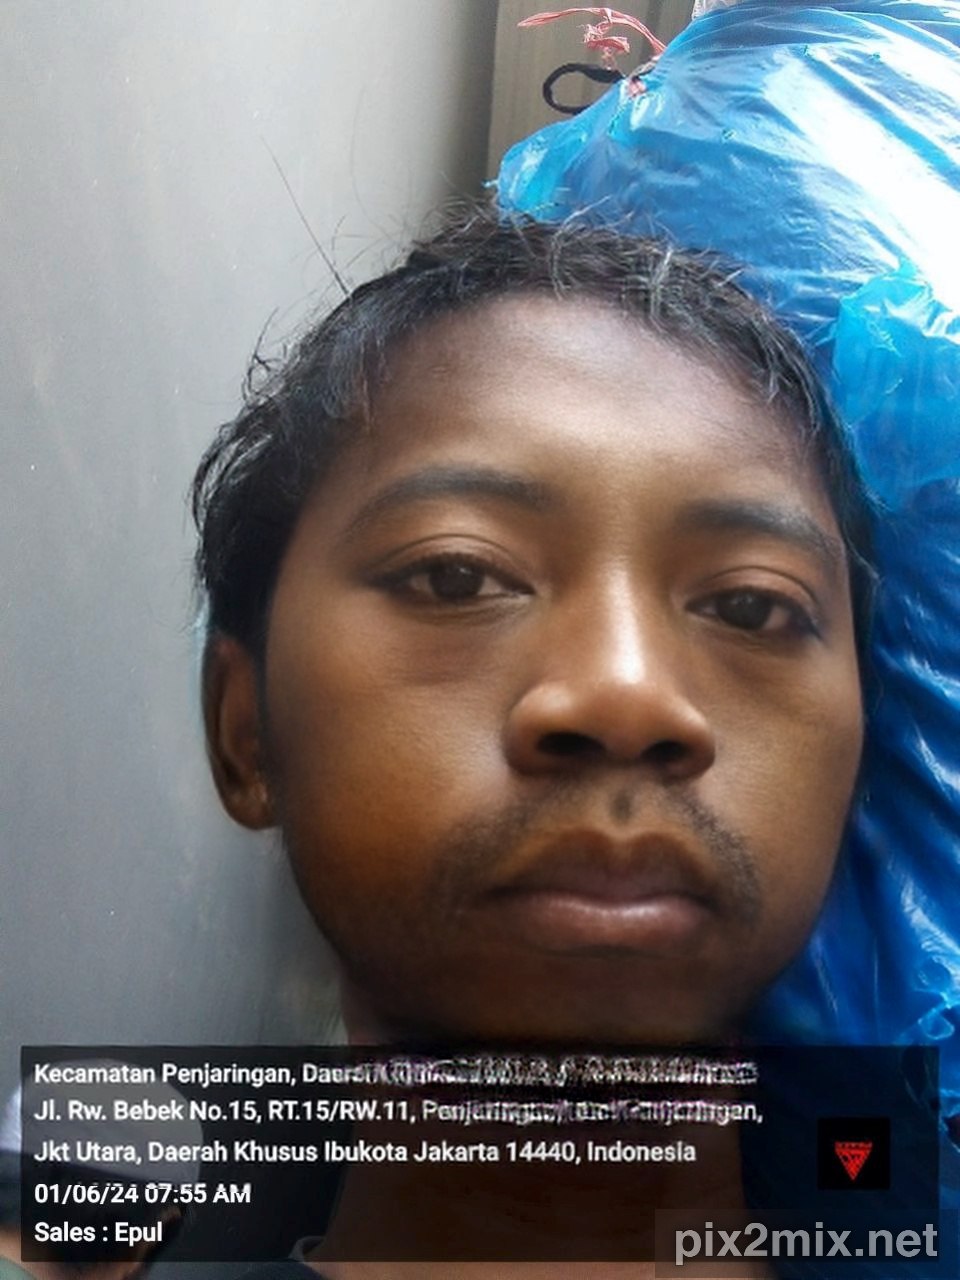 Kecamatan Penjaringan, Daerah
Jl. Rw. Bebek No.15, RT.15/RW.11,
Jkt Utara, Daerah Khusus Ibukota Jakarta 14440, Indonesia
01/06/24 07:55 AM
Sales : Epul
pix2mix.net